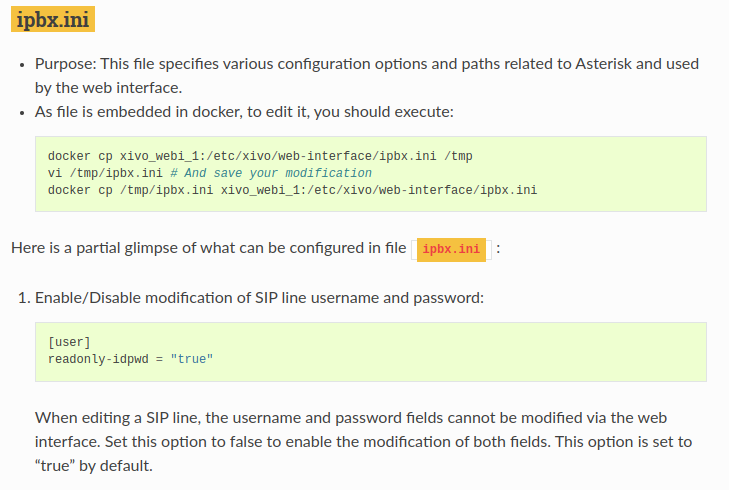 ipbx.ini
Purpose: This file specifies various configuration options and paths related to Asterisk and used
by the web interface.
As file is embedded in docker, to edit it, you should execute:
docker cp xivo_webi_1:/etc/xivo/web-interface/ipbx.ini /tmp
vi /tmp/ipbx.ini # And save your modification
docker cp /tmp/ipbx.ini xivo_webi_1:/etc/xivo/web-interface/ipbx.ini
Here is a partial glimpse of what can be configured in file ipbx.ini :
1. Enable/Disable modification of SIP line username and password:
[user]
readonly-idpwd = "true"
When editing a SIP line, the username and password fields cannot be modified via the web
interface. Set this option to false to enable the modification of both fields. This option is set to
“true” by default.